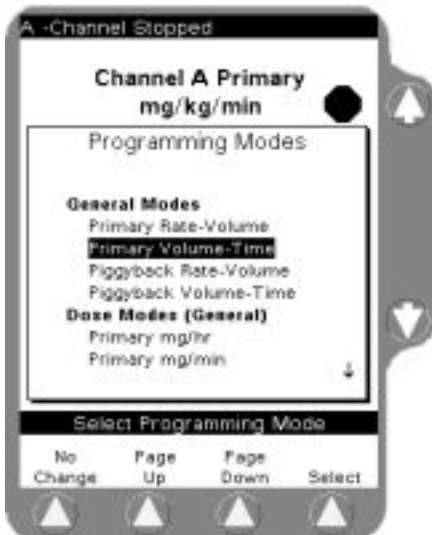 A -Channel Stopped
Channel A Primary
mg/kg/min
Programming Modes
General Modes
Primary Rate-Volume
Primary Volume-Time
Piggyback Rate-Volume
Piggyback Volume-Time
Dose Modes (General)
Primary mg/hr
Primary mg/min
Select Programming Mode
No Change
Page Up
Page Down
Select